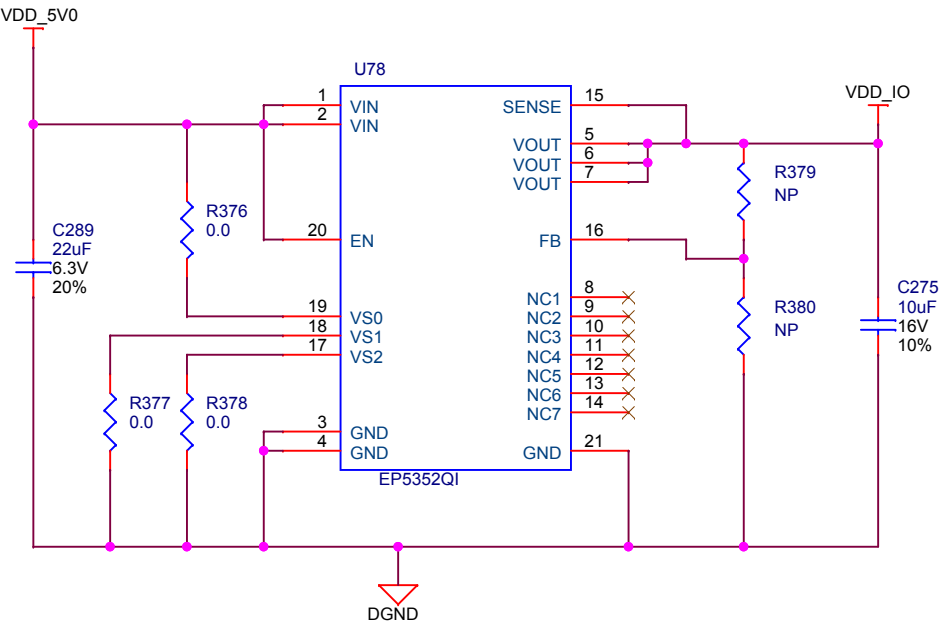 VDD_5V0
U78
1
VIN
2
VIN
20
EN
19
VS0
18
VS1
17
VS2
3
GND
4
GND
15
SENSE
5
VOUT
6
VOUT
7
VOUT
16
FB
8
NC1
9
NC2
10
NC3
11
NC4
12
NC5
13
NC6
14
NC7
21
GND
EP5352QI
VDD_IO
R379
NP
R380
NP
C275
10uF
16V
10%
R376
0.0
C289
22uF
6.3V
20%
R377
0.0
R378
0.0
DGND